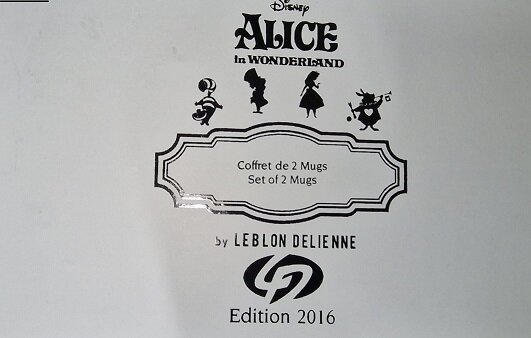 Disney
ALICE
in WONDERLAND
Coffret de 2 Mugs
Set of 2 Mugs
by LEBLON DELIENNE
Edition 2016